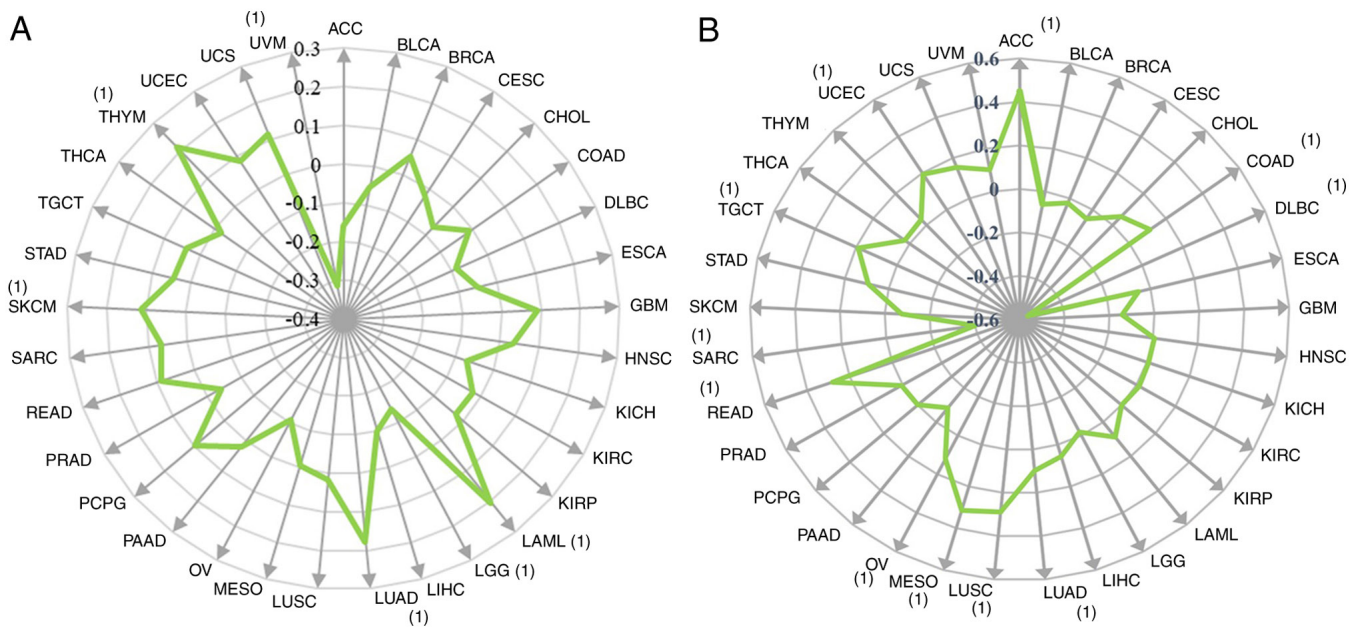 A
(1)
UVM
ACC
BLCA
BRCA
CESC
CHOL
COAD
DLBC
ESCA
GBM
HNSC
KICH
KIRC
KIRP
LAML (1)
LGG (1)
LIHC
LUAD
(1)
LUSC
MESO
OV
PAAD
PCPG
PRAD
READ
SARC
(1)
SKCM
STAD
TGCT
THCA
(1)
THYM
UCEC
UCS
0.3
0.2
0.1
0
-0.1
-0.2
-0.3
-0.4
B
ACC
(1)
BLCA
BRCA
CESC
CHOL
(1)
COAD
(1)
DLBC
ESCA
GBM
HNSC
KICH
KIRC
KIRP
LAML
LGG
LIHC
LUAD
(1)
LUSC
(1)
MESO
(1)
OV
(1)
PAAD
PCPG
PRAD
(1)
READ
(1)
SARC
SKCM
STAD
(1)
TGCT
THCA
THYM
(1)
UCEC
UCS
UVM
0.6
0.4
0.2
0
-0.2
-0.4
-0.6